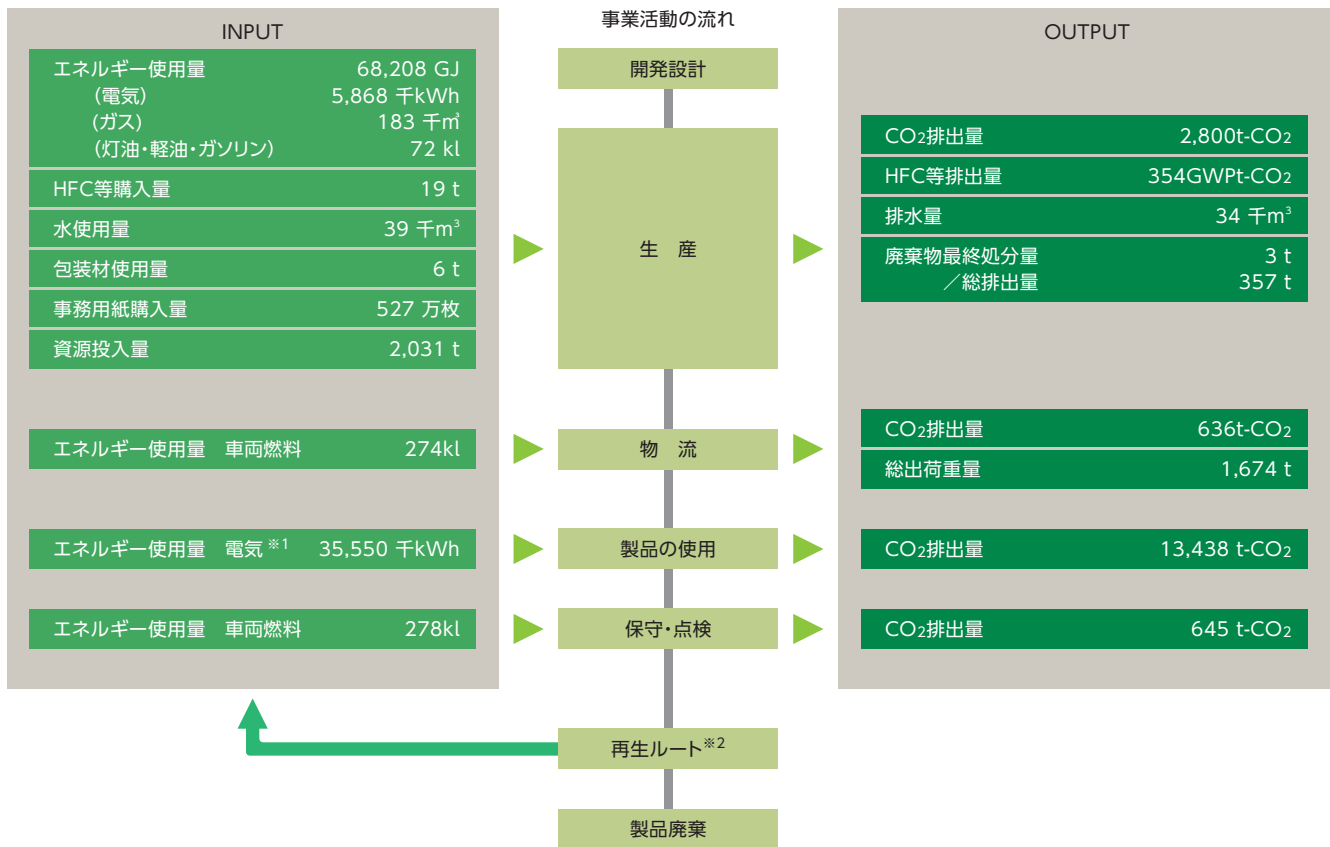 INPUT
エネルギー使用量 68,208 GJ
(電気) 5,868 千kWh
(ガス) 183 千㎥
(灯油・軽油・ガソリン) 72 kl
HFC等購入量 19 t
水使用量 39 千m³
包装材使用量 6 t
事務用紙購入量 527 万枚
資源投入量 2,031 t
エネルギー使用量 車両燃料 274kl
エネルギー使用量 電気※1 35,550 千kWh
エネルギー使用量 車両燃料 278kl
事業活動の流れ
開発設計
生 産
物 流
製品の使用
保守・点検
再生ルート※2
製品廃棄
OUTPUT
CO₂排出量 2,800t-CO₂
HFC等排出量 354GWPt-CO₂
排水量 34 千m³
廃棄物最終処分量 3 t
／総排出量 357 t
CO₂排出量 636t-CO₂
総出荷重量 1,674 t
CO₂排出量 13,438 t-CO₂
CO₂排出量 645 t-CO₂